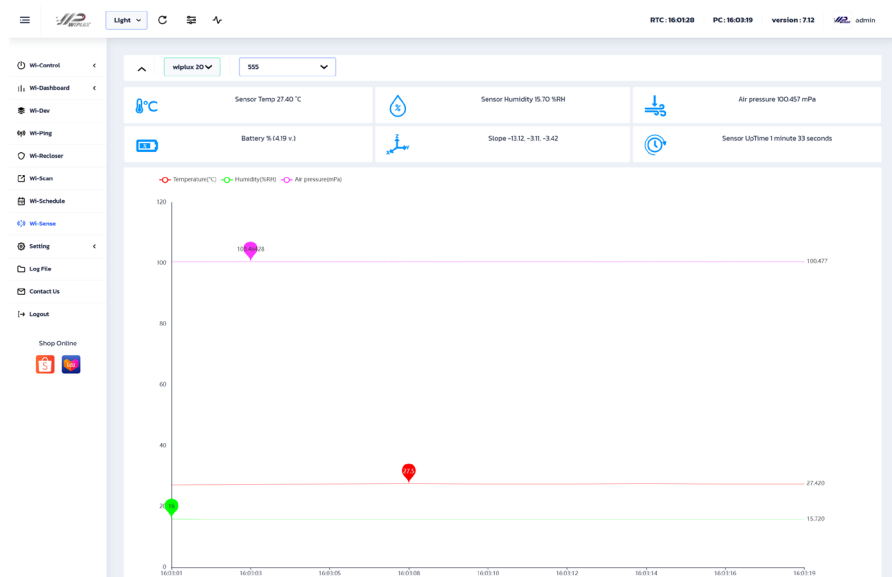 WIPLUX
Light
RTC : 16:01:28
PC : 16:03:19
version : 7.12
admin
Wi-Control
Wi-Dashboard
Wi-Dev
Wi-Ping
Wi-Recloser
Wi-Scan
Wi-Schedule
Wi-Sense
Setting
Log File
Contact Us
Logout
Shop Online
wiplux 20
555
°C
Sensor Temp 27.40 °C
%
Sensor Humidity 15.70 %RH
Air pressure 100.457 mPa
Battery % (4.19 v.)
Z
X
Y
Slope -13.12, -3.11, -3.42
Sensor UpTime 1 minute 33 seconds
Temperature(°C)
Humidity(%RH)
Air pressure(mPa)
120
100
80
60
40
20
0
100.46428
100.477
27.5
27.420
16
15.720
16:03:01
16:03:03
16:03:05
16:03:08
16:03:10
16:03:12
16:03:14
16:03:16
16:03:19